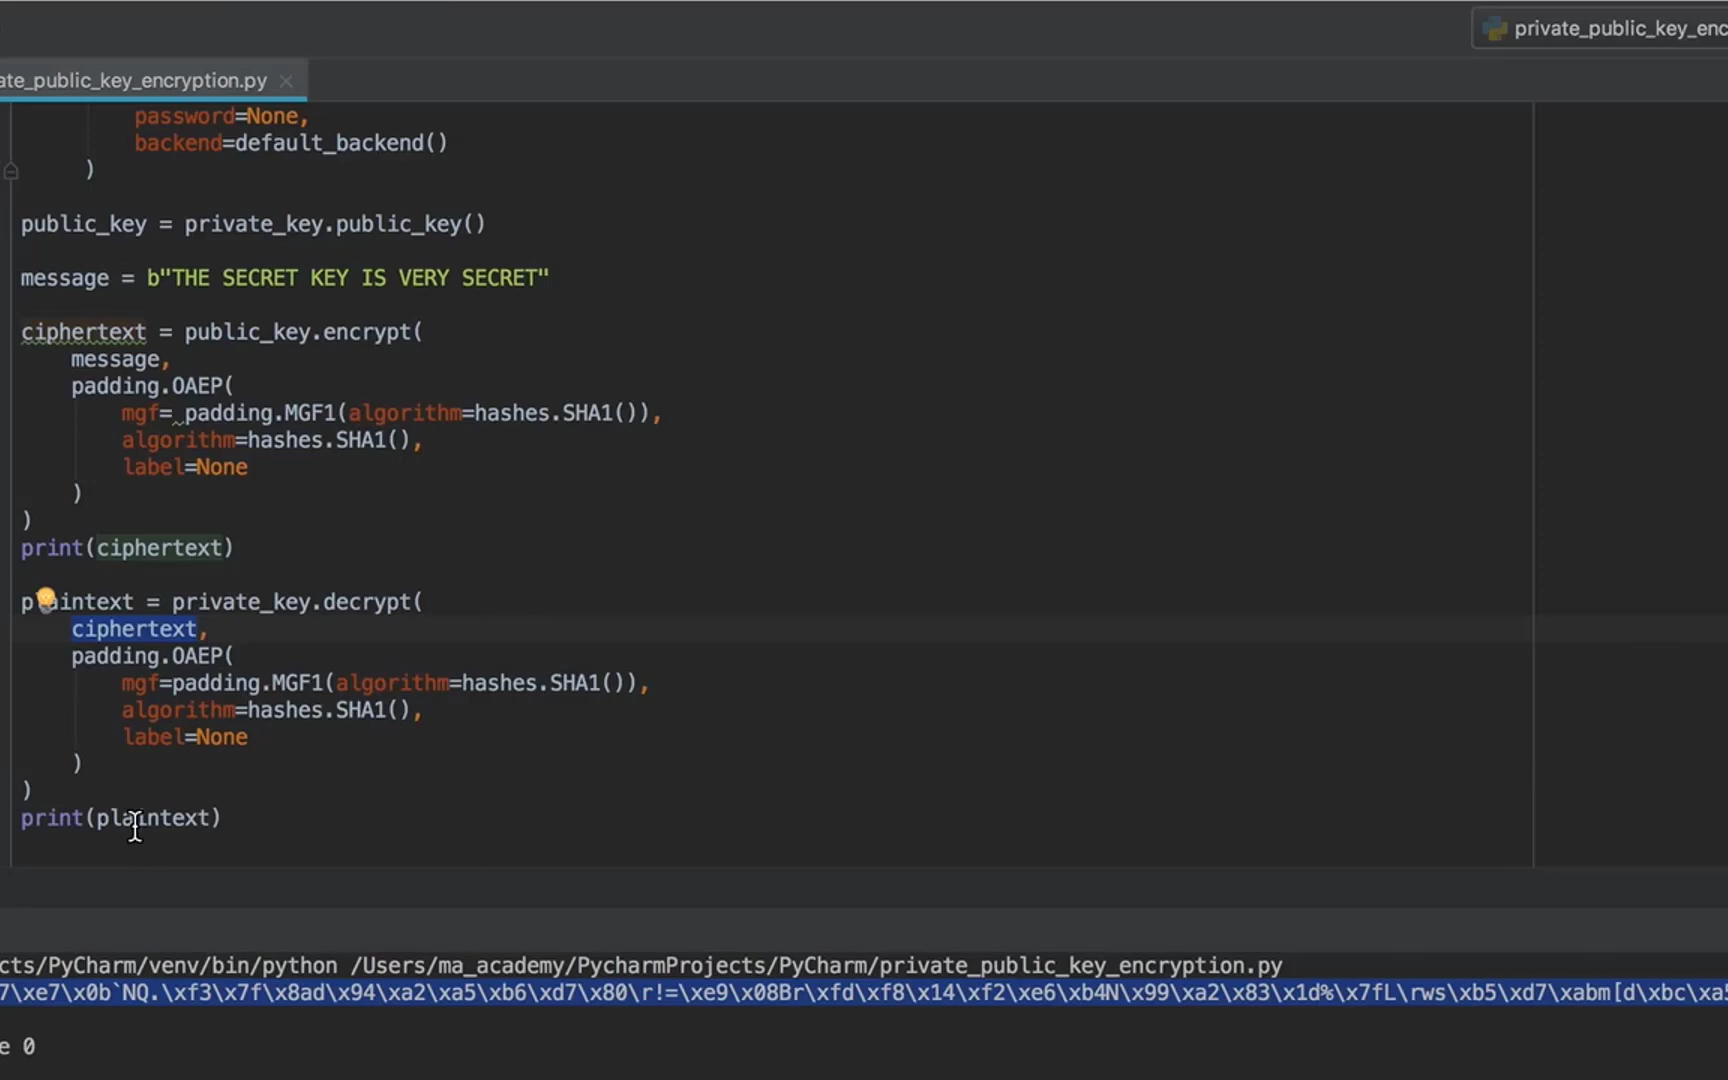 private_public_key_enc
ate_public_key_encryption.py
password=None,
backend=default_backend()
)
public_key = private_key.public_key()
message = b"THE SECRET KEY IS VERY SECRET"
ciphertext = public_key.encrypt(
message,
padding.OAEP(
mgf= padding.MGF1(algorithm=hashes.SHA1()),
algorithm=hashes.SHA1(),
label=None
)
)
print(ciphertext)
plaintext = private_key.decrypt(
ciphertext,
padding.OAEP(
mgf=padding.MGF1(algorithm=hashes.SHA1()),
algorithm=hashes.SHA1(),
label=None
)
)
print(plaintext)
cts/PyCharm/venv/bin/python /Users/ma_academy/PycharmProjects/PyCharm/private_public_key_encryption.py
7\xe7\x0b`NQ.\xf3\x7f\x8ad\x94\xa2\xa5\xb6\xd7\x80\r!=\xe9\x08Br\xfd\xf8\x14\xf2\xe6\xb4N\x99\xa2\x83\x1d%\x7fL\rws\xb5\xd7\xabm[d\xbc\xa5
e 0